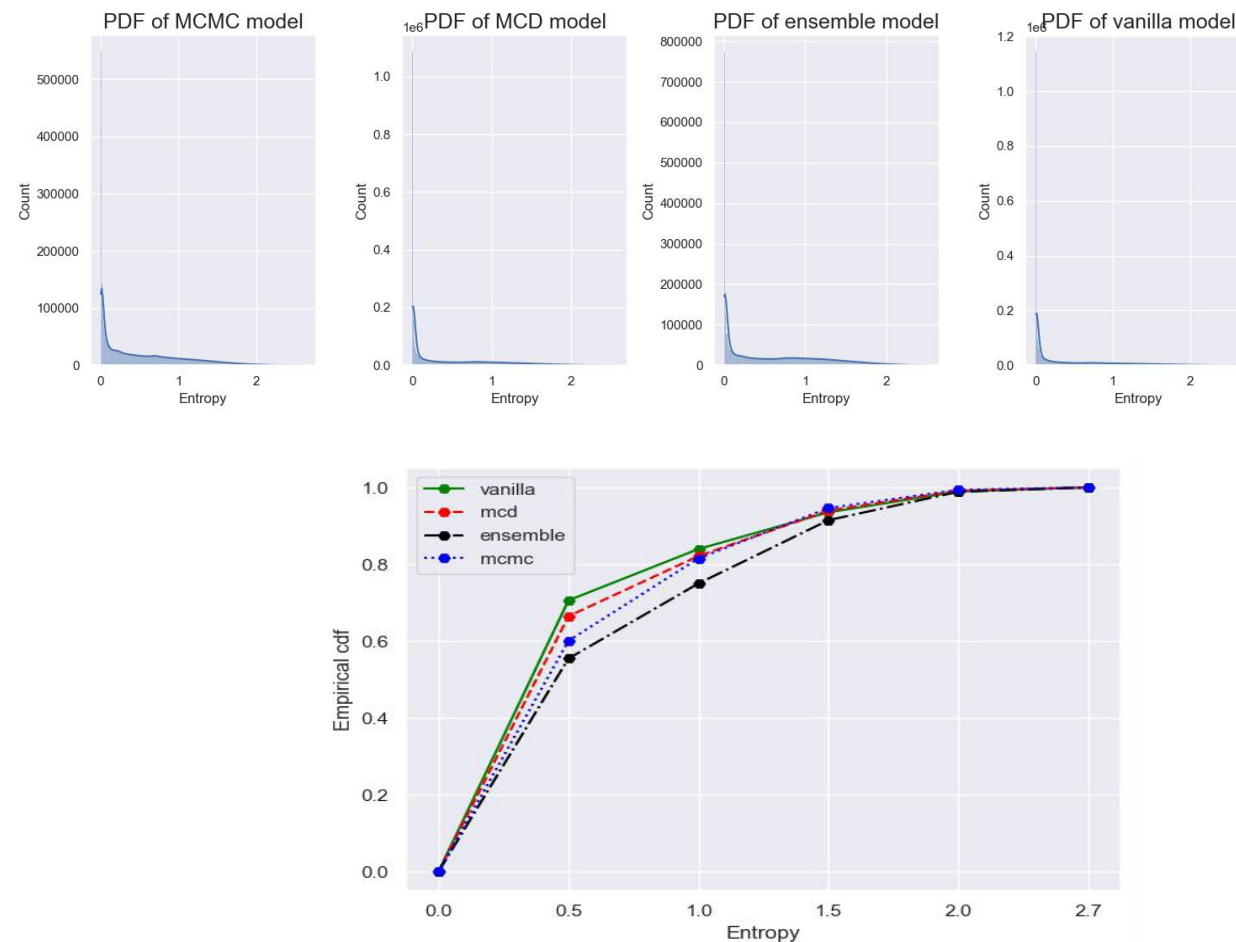 PDF of MCMC model
500000
400000
300000
200000
100000
0
Count
0 1 2
Entropy
PDF of MCD model
1e6
1.0
0.8
0.6
0.4
0.2
0.0
Count
0 1 2
Entropy
PDF of ensemble model
800000
700000
600000
500000
400000
300000
200000
100000
0
Count
0 1 2
Entropy
PDF of vanilla model
1e6
1.2
1.0
0.8
0.6
0.4
0.2
0.0
Count
0 1 2
Entropy
vanilla
mcd
ensemble
mcmc
1.0
0.8
0.6
0.4
0.2
0.0
Empirical cdf
0.0 0.5 1.0 1.5 2.0 2.7
Entropy